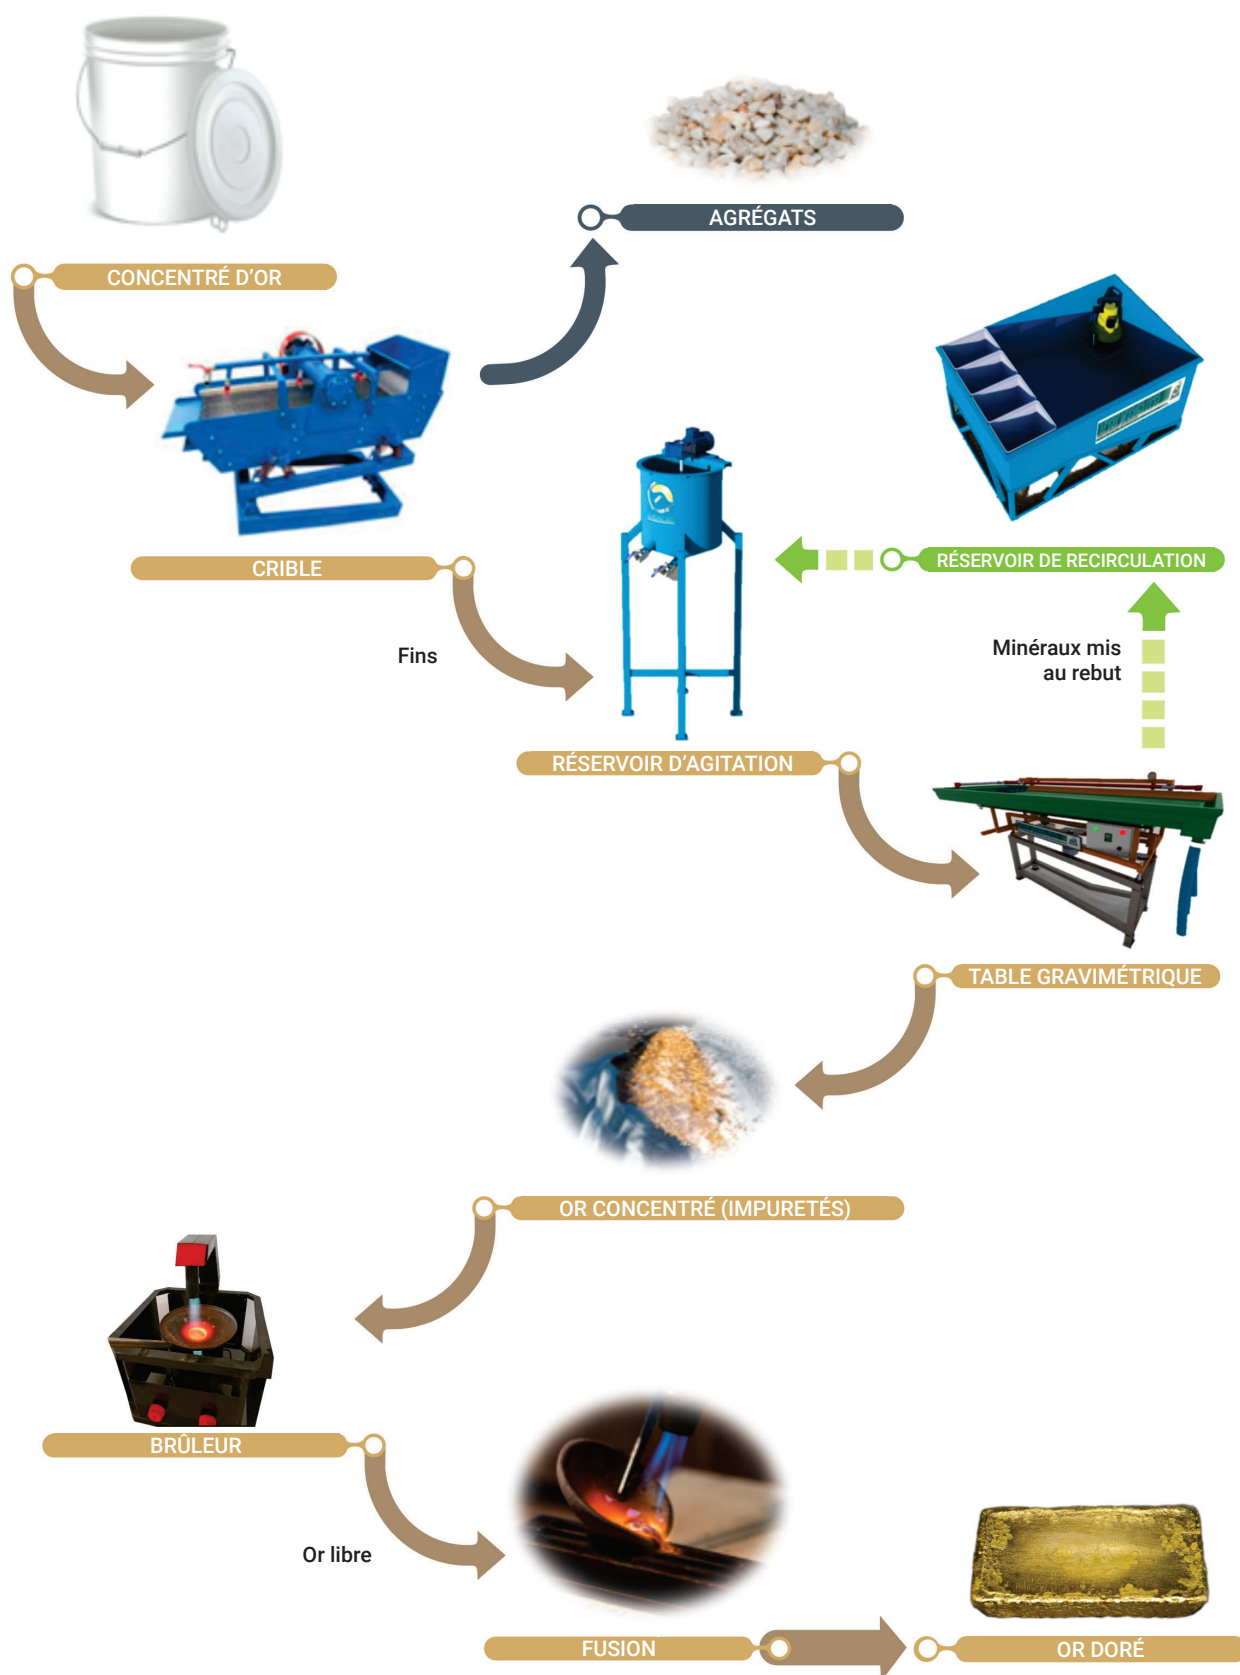 AGRÉGATS
CONCENTRÉ D'OR
CRIBLE
RÉSERVOIR DE RECIRCULATION
Fins
Minéraux mis
au rebut
RÉSERVOIR D'AGITATION
TABLE GRAVIMÉTRIQUE
OR CONCENTRÉ (IMPURETÉS)
BRÛLEUR
Or libre
FUSION
OR DORÉ